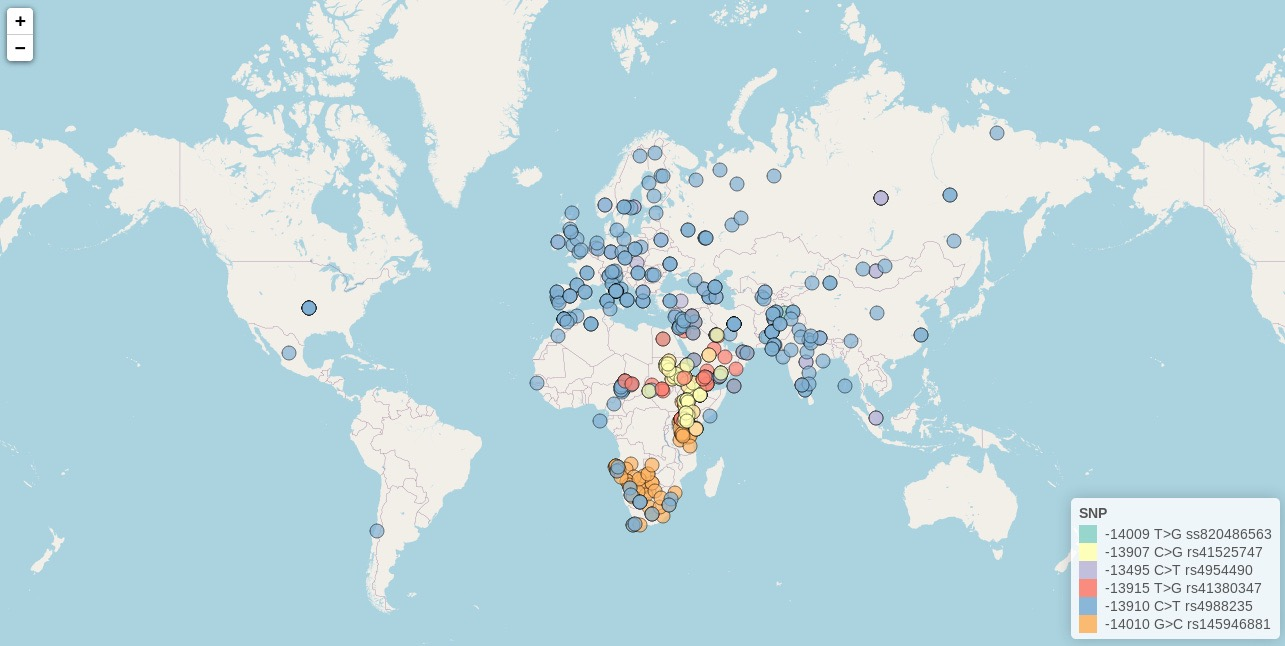 +
−
SNP
-14009 T>G ss820486563
-13907 C>G rs41525747
-13495 C>T rs4954490
-13915 T>G rs41380347
-13910 C>T rs4988235
-14010 G>C rs145946881